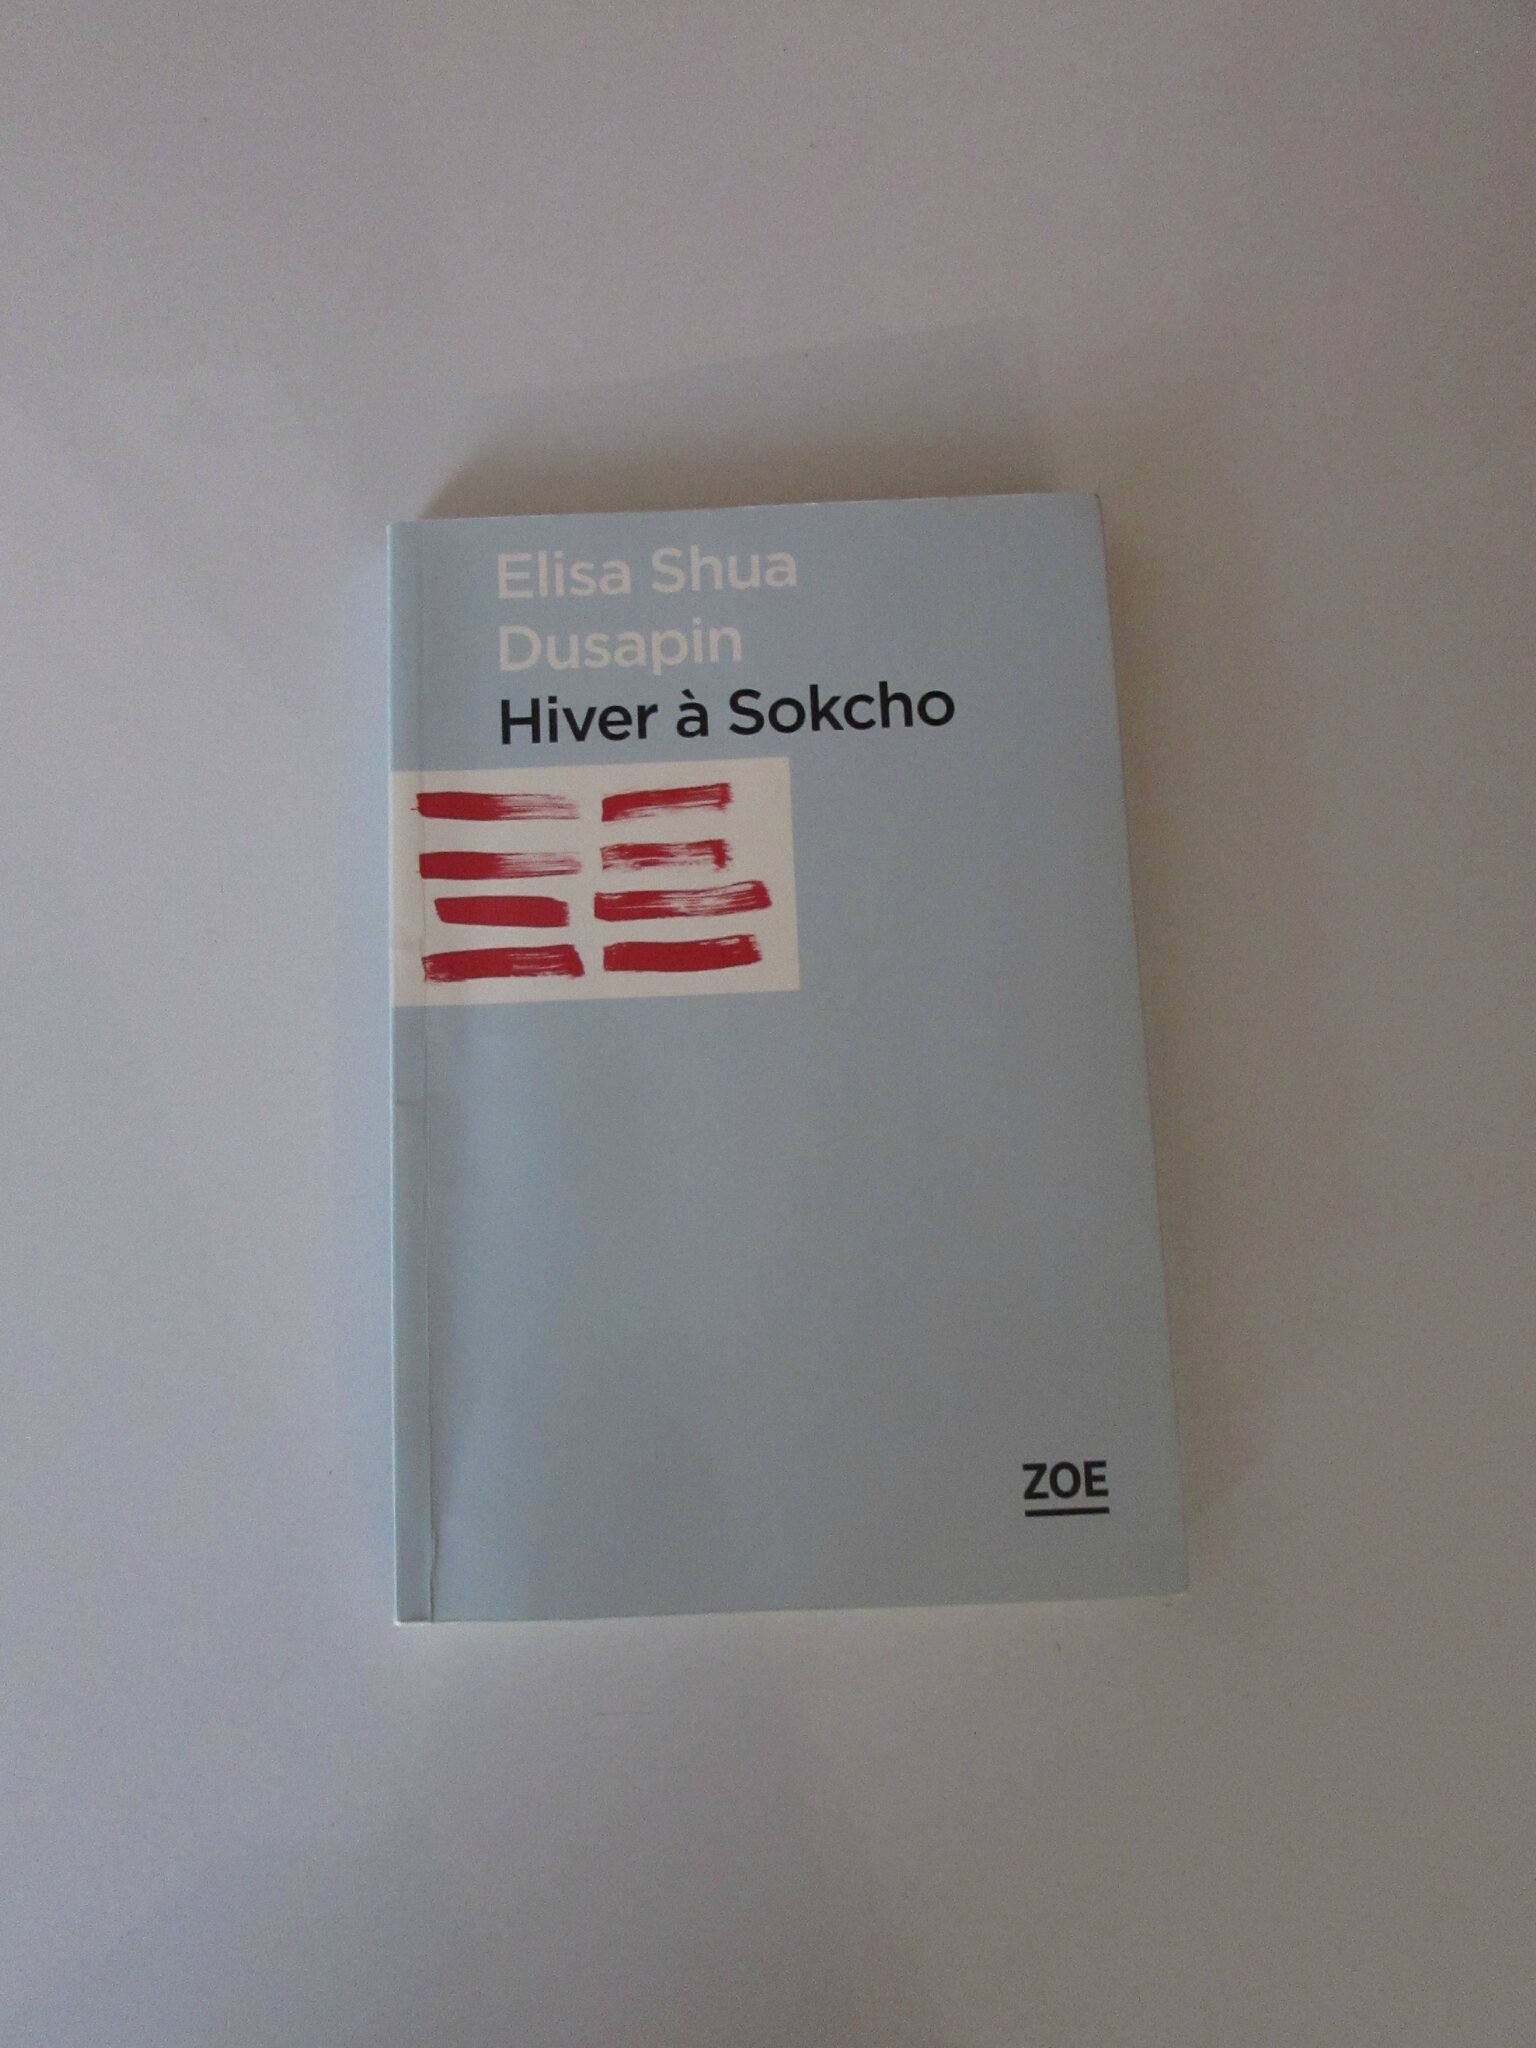 Elisa Shua
Dusapin
Hiver à Sokcho
ZOE